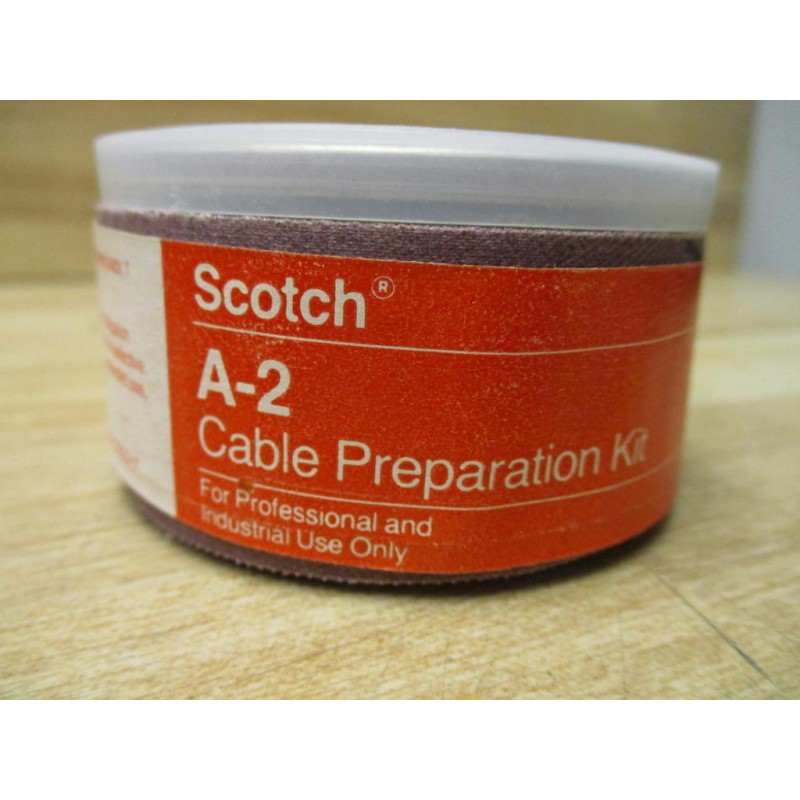 Scotch®
A-2
Cable Preparation Kit
For Professional and
Industrial Use Only